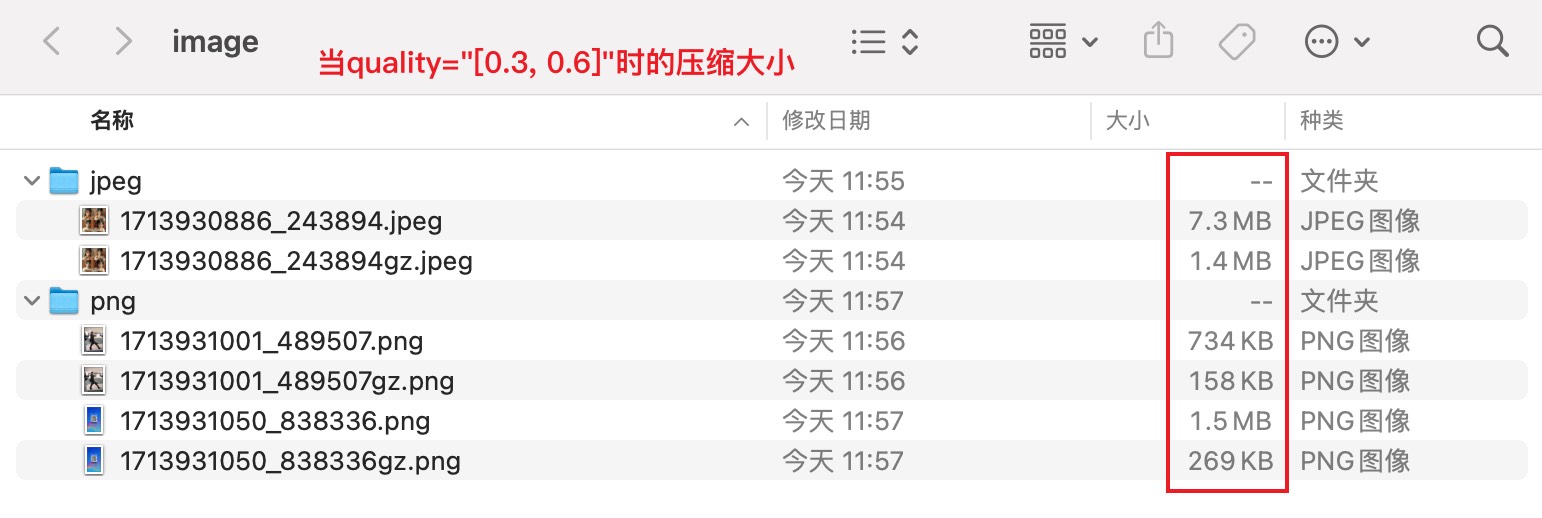 image
当quality="[0.3, 0.6]"时的压缩大小
名称 修改日期 大小 种类
jpeg 今天 11:55 -- 文件夹
1713930886_243894.jpeg 今天 11:54 7.3 MB JPEG图像
1713930886_243894gz.jpeg 今天 11:54 1.4 MB JPEG图像
png 今天 11:57 -- 文件夹
1713931001_489507.png 今天 11:56 734 KB PNG图像
1713931001_489507gz.png 今天 11:56 158 KB PNG图像
1713931050_838336.png 今天 11:57 1.5 MB PNG图像
1713931050_838336gz.png 今天 11:57 269 KB PNG图像